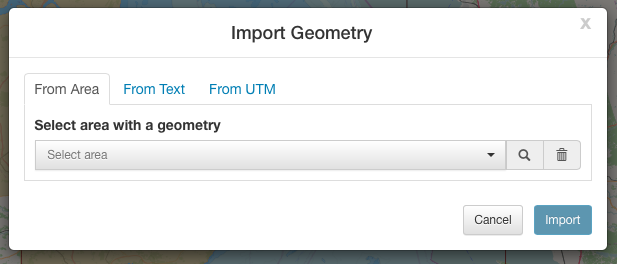 Import Geometry
x
From Area From Text From UTM
Select area with a geometry
Select area
Cancel Import